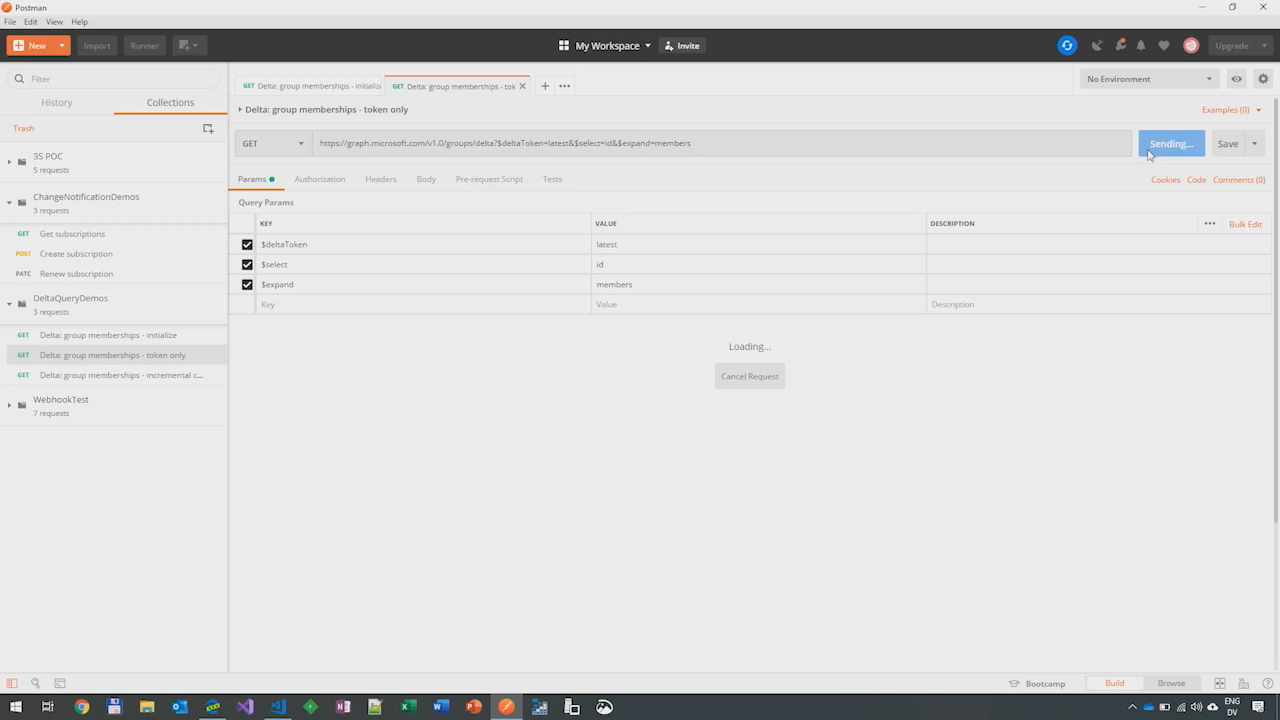 Postman
File Edit View Help
New Import Runner My Workspace Invite Upgrade
Filter
History Collections
Trash
3S POC
5 requests
ChangeNotificationDemos
3 requests
GET Get subscriptions
POST Create subscription
PATC Renew subscription
DeltaQueryDemos
3 requests
GET Delta: group memberships - initialize
GET Delta: group memberships - token only
GET Delta: group memberships - incremental c...
WebhookTest
7 requests
GET Delta: group memberships - initialize
GET Delta: group memberships - tok
No Environment
Delta: group memberships - token only
Examples (0)
GET https://graph.microsoft.com/v1.0/groups/delta?$deltaToken=latest&$select=id&$expand=members
Sending... Save
Params Authorization Headers Body Pre-request Script Tests
Cookies Code Comments (0)
Query Params
KEY VALUE DESCRIPTION
Bulk Edit
$deltaToken latest
$select id
$expand members
Key Value Description
Loading...
Cancel Request
Bootcamp Build Browse
ENG
DV